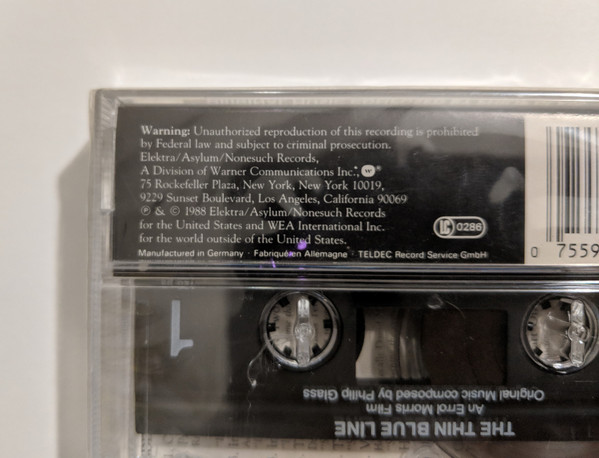 Warning: Unauthorized reproduction of this recording is prohibited
by Federal law and subject to criminal prosecution.
Elektra/Asylum/Nonesuch Records,
A Division of Warner Communications Inc., W ®
75 Rockefeller Plaza, New York, New York 10019,
9229 Sunset Boulevard, Los Angeles, California 90069
℗ & © 1988 Elektra/Asylum/Nonesuch Records
for the United States and WEA International Inc.
for the world outside of the United States.
LC 0286
Manufactured in Germany · Fabriqué en Allemagne · TELDEC Record Service GmbH
0 7559
1
THE THIN BLUE LINE
An Errol Morris Film
Original Music composed by Philip Glass